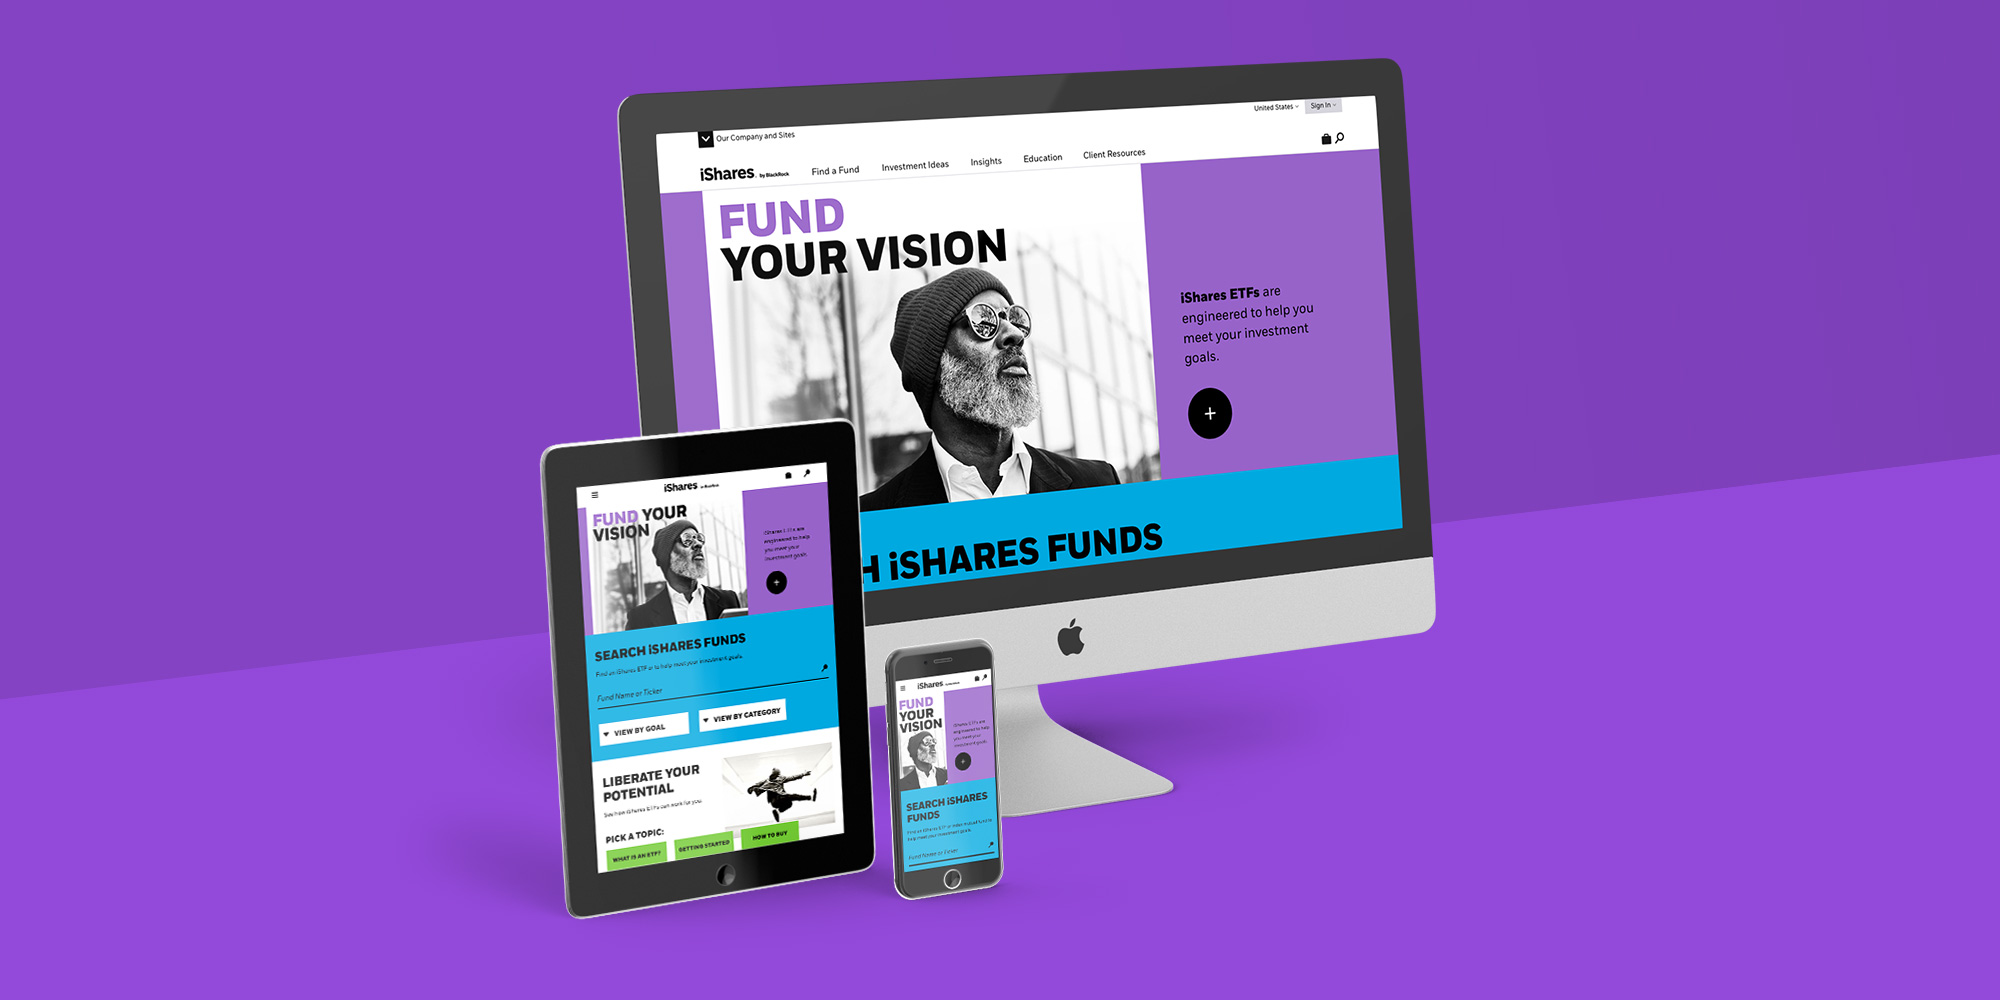 Our Company and Sites
United States
Sign In
iShares. by BlackRock
Find a Fund
Investment Ideas
Insights
Education
Client Resources
FUND
YOUR VISION
iShares ETFs are
engineered to help you
meet your investment
goals.
H iSHARES FUNDS
iShares by BlackRock
FUND YOUR
VISION
iShares ETFs are
engineered to help
you meet your
investment goals.
SEARCH iSHARES FUNDS
Find an iShares ETF or to help meet your investment goals.
Fund Name or Ticker
VIEW BY GOAL
VIEW BY CATEGORY
LIBERATE YOUR
POTENTIAL
See how iShares ETFs can work for you.
PICK A TOPIC:
WHAT IS AN ETF?
GETTING STARTED
HOW TO BUY
iShares
FUND
YOUR
VISION
iShares ETFs are
engineered to help
you meet your
investment goals.
SEARCH iSHARES
FUNDS
Find an iShares ETF or index mutual fund to
help meet your investment goals.
Fund Name or Ticker